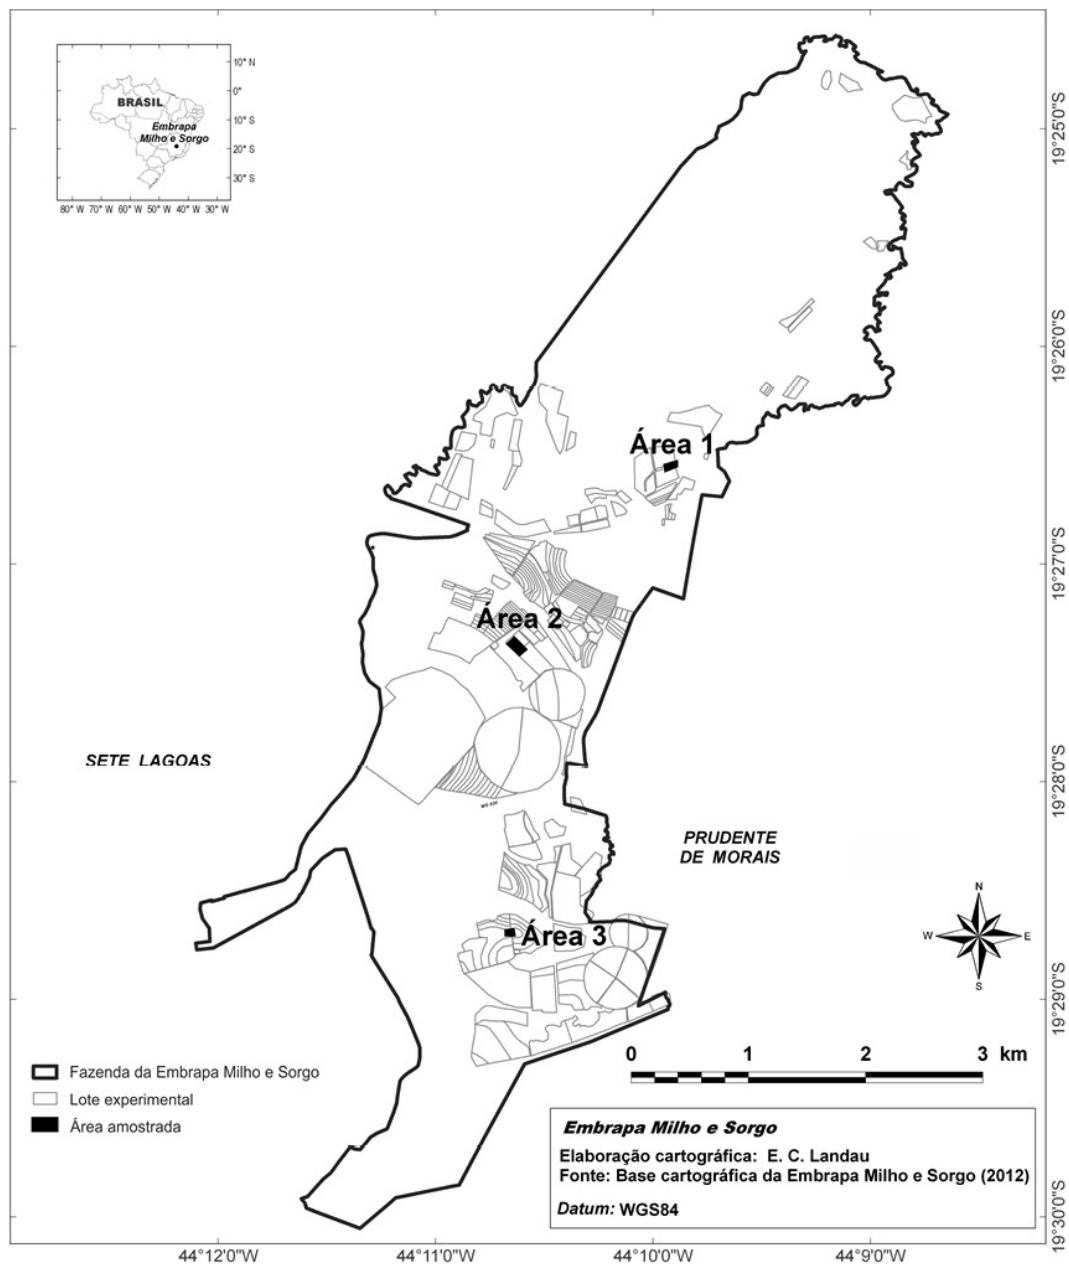 10° N
0°
10° S
20° S
30° S
BRASIL
Embrapa
Milho e Sorgo
80° W 70° W 60° W 50° W 40° W 30° W
19°25'0"S
19°26'0"S
19°27'0"S
19°28'0"S
19°29'0"S
19°30'0"S
Área 1
Área 2
SETE LAGOAS
MG 424
PRUDENTE
DE MORAIS
Área 3
N
W E
S
0 1 2 3 km
Fazenda da Embrapa Milho e Sorgo
Lote experimental
Área amostrada
Embrapa Milho e Sorgo
Elaboração cartográfica: E. C. Landau
Fonte: Base cartográfica da Embrapa Milho e Sorgo (2012)
Datum: WGS84
44°12'0"W 44°11'0"W 44°10'0"W 44°9'0"W